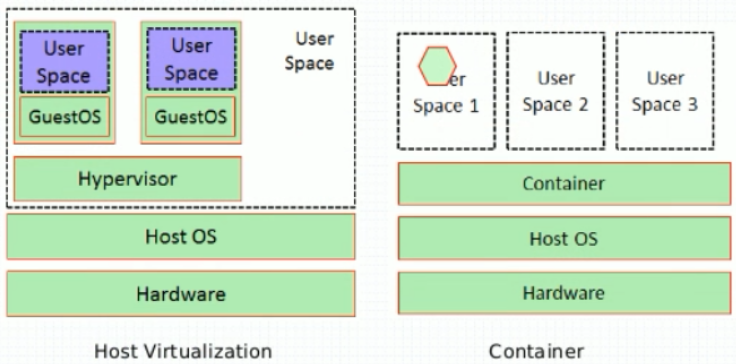 User
Space
GuestOS
User
Space
GuestOS
User
Space
Hypervisor
Host OS
Hardware
Host Virtualization
er
Space 1
User
Space 2
User
Space 3
Container
Host OS
Hardware
Container